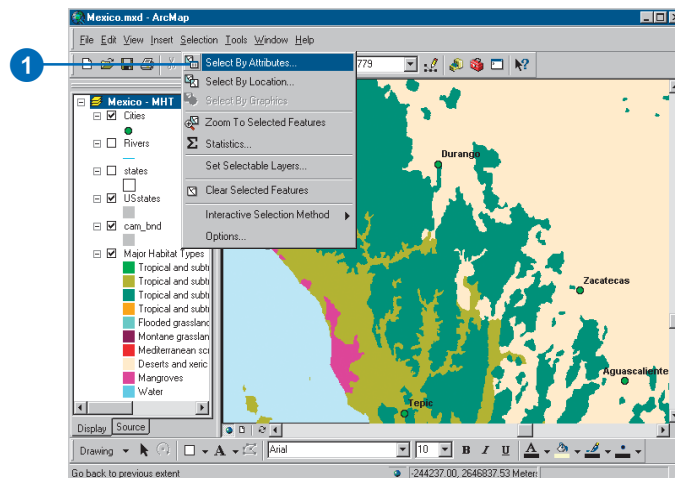 Mexico.mxd - ArcMap
File Edit View Insert Selection Tools Window Help
1
Select By Attributes...
779
Select By Location...
Select By Graphics
Zoom To Selected Features
Statistics...
Set Selectable Layers...
Clear Selected Features
Interactive Selection Method
Options...
Mexico - MHT
Cities
Rivers
states
USstates
cam_bnd
Major Habitat Types
Tropical and subtr
Tropical and subtr
Tropical and subtr
Tropical and subtr
Flooded grassland
Montane grasslan
Mediterranean scr
Deserts and xeric
Mangroves
Water
Durango
Zacatecas
Aguascaliente
Tepic
Display Source
Drawing A Arial 10 B I U A
Go back to previous extent -244237.00, 2646837.53 Meters